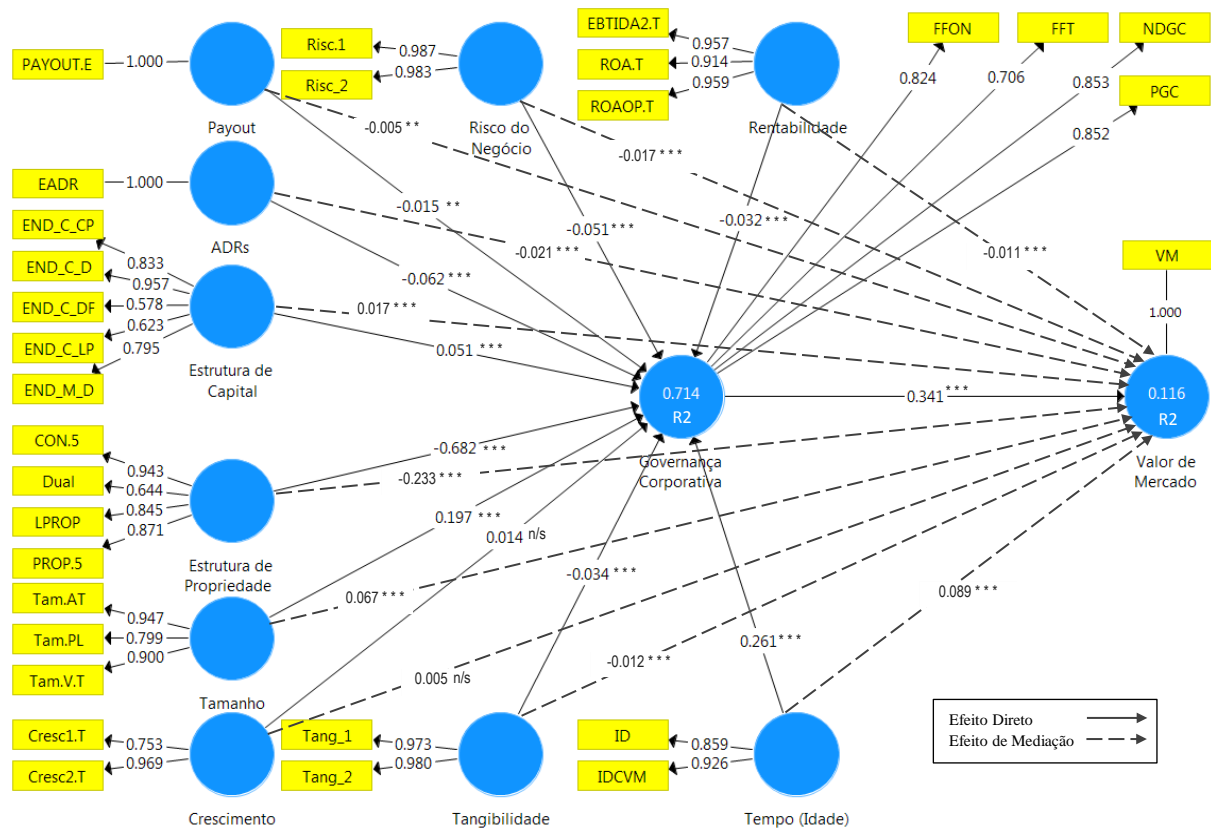 PAYOUT.E
1.000
Payout
Risc.1
Risc_2
0.987
0.983
Risco do
Negócio
EBTIDA2.T
ROA.T
ROAOP.T
0.957
0.914
0.959
Rentabilidade
FFON
FFT
NDGC
PGC
0.824
0.706
0.853
0.852
-0.005 **
-0.017 ***
-0.015 **
-0.051 ***
-0.032 ***
-0.011 ***
EADR
1.000
ADRs
-0.021 ***
-0.062 ***
END_C_CP
END_C_D
END_C_DF
END_C_LP
END_M_D
0.833
0.957
0.578
0.623
0.795
Estrutura de
Capital
0.017 ***
0.051 ***
VM
1.000
0.714
R2
Governança
Corporativa
0.341 ***
0.116
R2
Valor de
Mercado
CON.5
Dual
LPROP
PROP.5
0.943
0.644
0.845
0.871
Estrutura de
Propriedade
-0.682 ***
-0.233 ***
0.197 ***
0.014 n/s
Tam.AT
Tam.PL
Tam.V.T
0.947
0.799
0.900
Tamanho
0.067 ***
-0.034 ***
0.089 ***
0.261 ***
-0.012 ***
0.005 n/s
Cresc1.T
Cresc2.T
0.753
0.969
Crescimento
Tang_1
Tang_2
0.973
0.980
Tangibilidade
ID
IDCVM
0.859
0.926
Tempo (Idade)
Efeito Direto
Efeito de Mediação